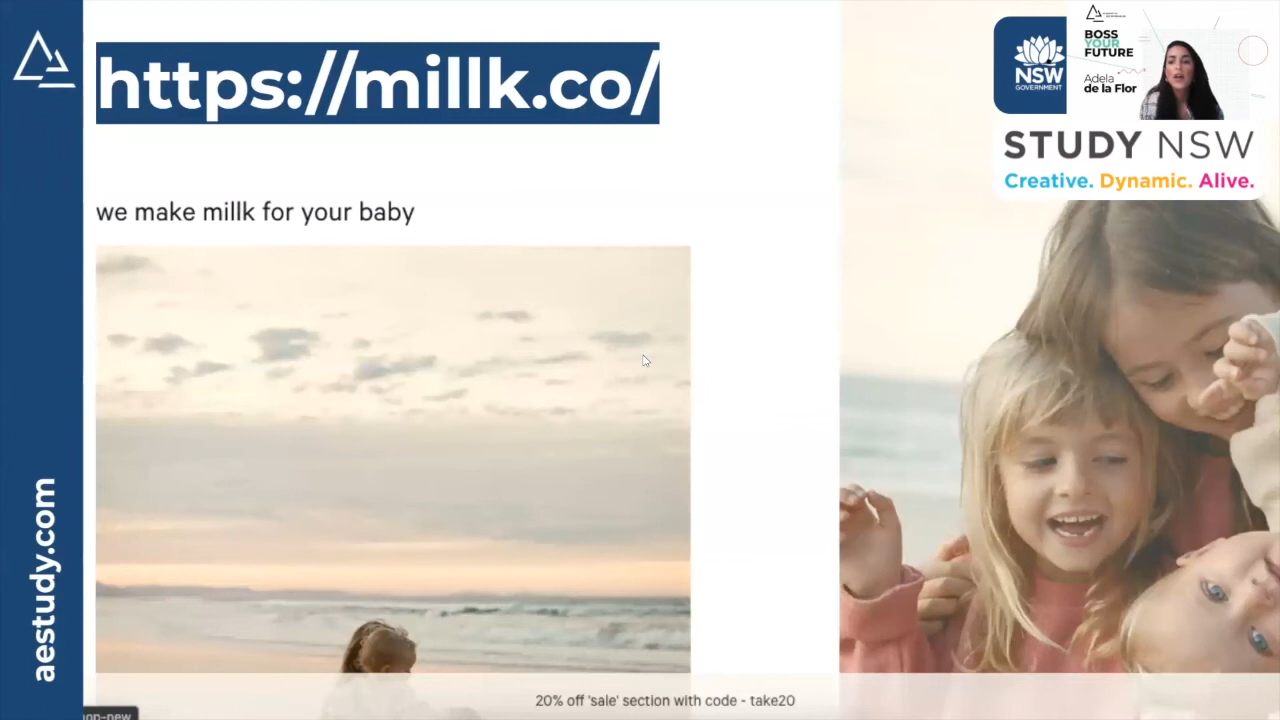 https://millk.co/
we make millk for your baby
20% off 'sale' section with code - take20
aestudy.com
NSW
GOVERNMENT
BOSS
YOUR
FUTURE
Adela
de la Flor
STUDY NSW
Creative. Dynamic. Alive.